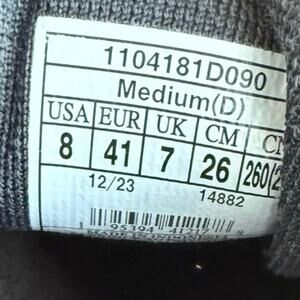 1104181D090
Medium(D)
USA EUR UK CM
8 41 7 26 260
12/23
14882